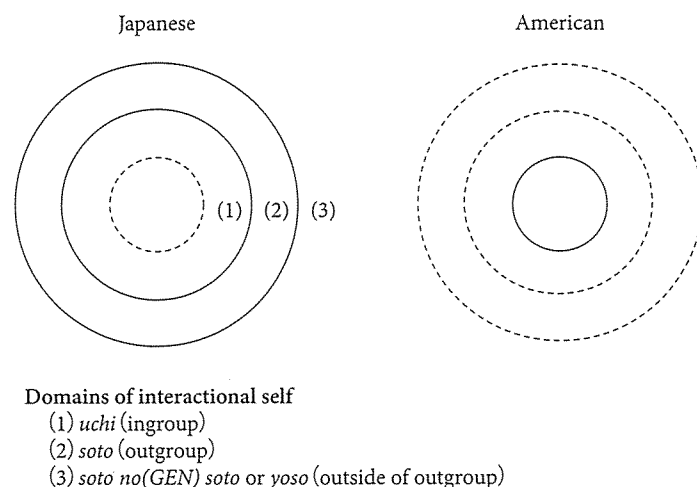 Japanese
American
(1) (2) (3)
Domains of interactional self
(1) uchi (ingroup)
(2) soto (outgroup)
(3) soto no(GEN) soto or yoso (outside of outgroup)